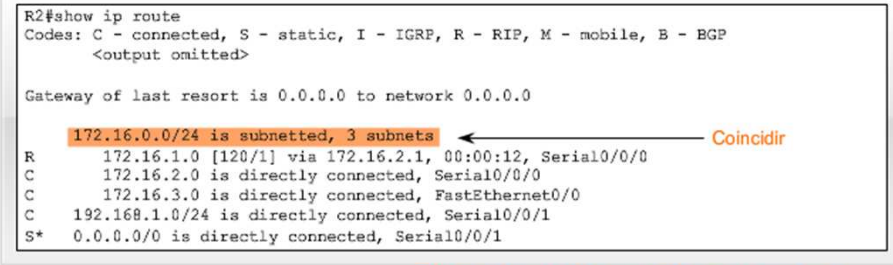 R2#show ip route
Codes: C - connected, S - static, I - IGRP, R - RIP, M - mobile, B - BGP
<output omitted>
Gateway of last resort is 0.0.0.0 to network 0.0.0.0
172.16.0.0/24 is subnetted, 3 subnets Coincidir
R 172.16.1.0 [120/1] via 172.16.2.1, 00:00:12, Serial0/0/0
C 172.16.2.0 is directly connected, Serial0/0/0
C 172.16.3.0 is directly connected, FastEthernet0/0
C 192.168.1.0/24 is directly connected, Serial0/0/1
S* 0.0.0.0/0 is directly connected, Serial0/0/1